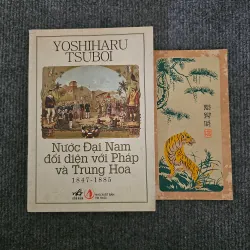 YOSHIHARU
TSUBOI
Nước Đại Nam
đối diện với Pháp
và Trung Hoa
1847-1885